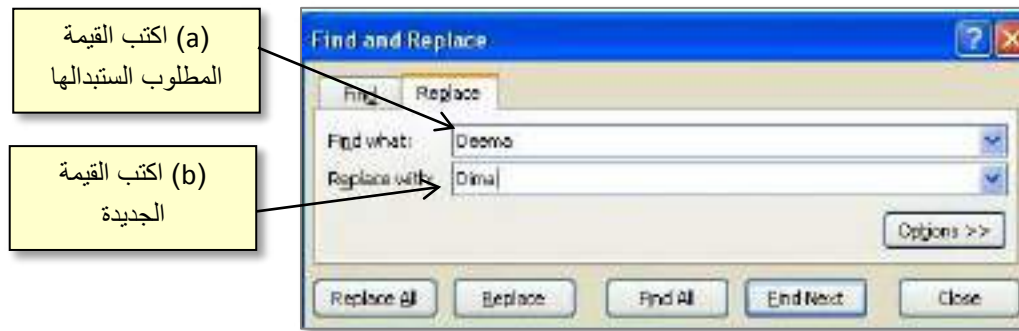 (a) اكتب القيمة
المطلوب الستبدالها
(b) اكتب القيمة
الجديدة
Find and Replace
Find Replace
Find what: Deema
Replace with: Dima
Options >>
Replace All Replace Find All Find Next Close